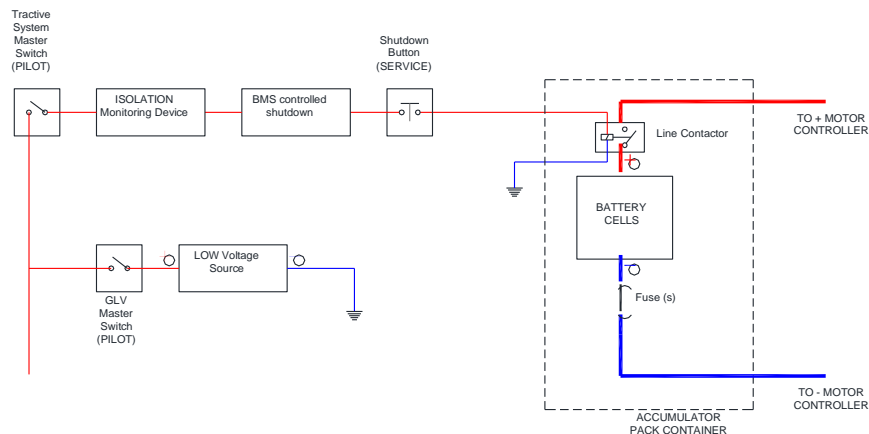 Tractive
System
Master
Switch
(PILOT)
ISOLATION
Monitoring Device
BMS controlled
shutdown
Shutdown
Button
(SERVICE)
Line Contactor
TO + MOTOR
CONTROLLER
BATTERY
CELLS
LOW Voltage
Source
GLV
Master
Switch
(PILOT)
Fuse (s)
TO - MOTOR
CONTROLLER
ACCUMULATOR
PACK CONTAINER